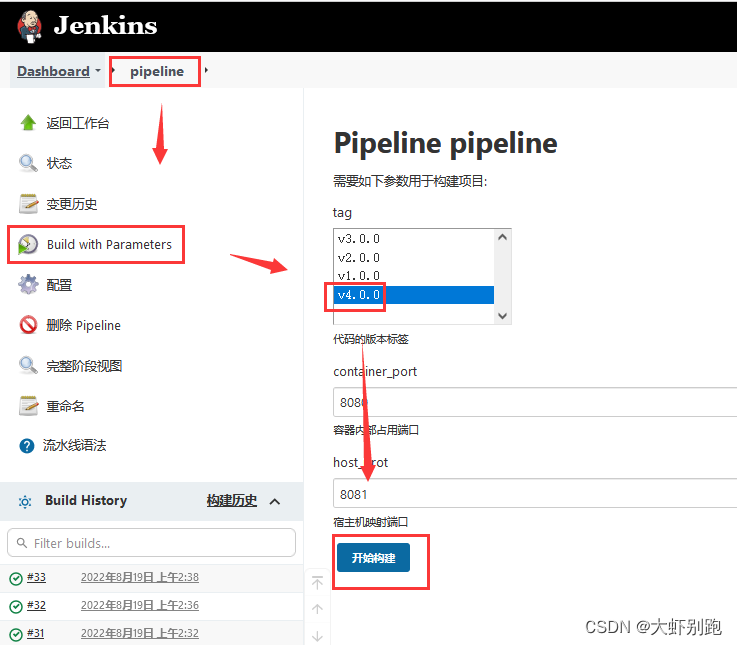 Jenkins
Dashboard
pipeline
返回工作台
状态
变更历史
Build with Parameters
配置
删除 Pipeline
完整阶段视图
重命名
流水线语法
Build History
构建历史
Filter builds...
#33 2022年8月19日 上午2:38
#32 2022年8月19日 上午2:36
#31 2022年8月19日 上午2:32
Pipeline pipeline
需要如下参数用于构建项目:
tag
v3.0.0
v2.0.0
v1.0.0
v4.0.0
代码的版本标签
container_port
8080
容器内部占用端口
host_prot
8081
宿主机映射端口
开始构建
CSDN @大虾别跑